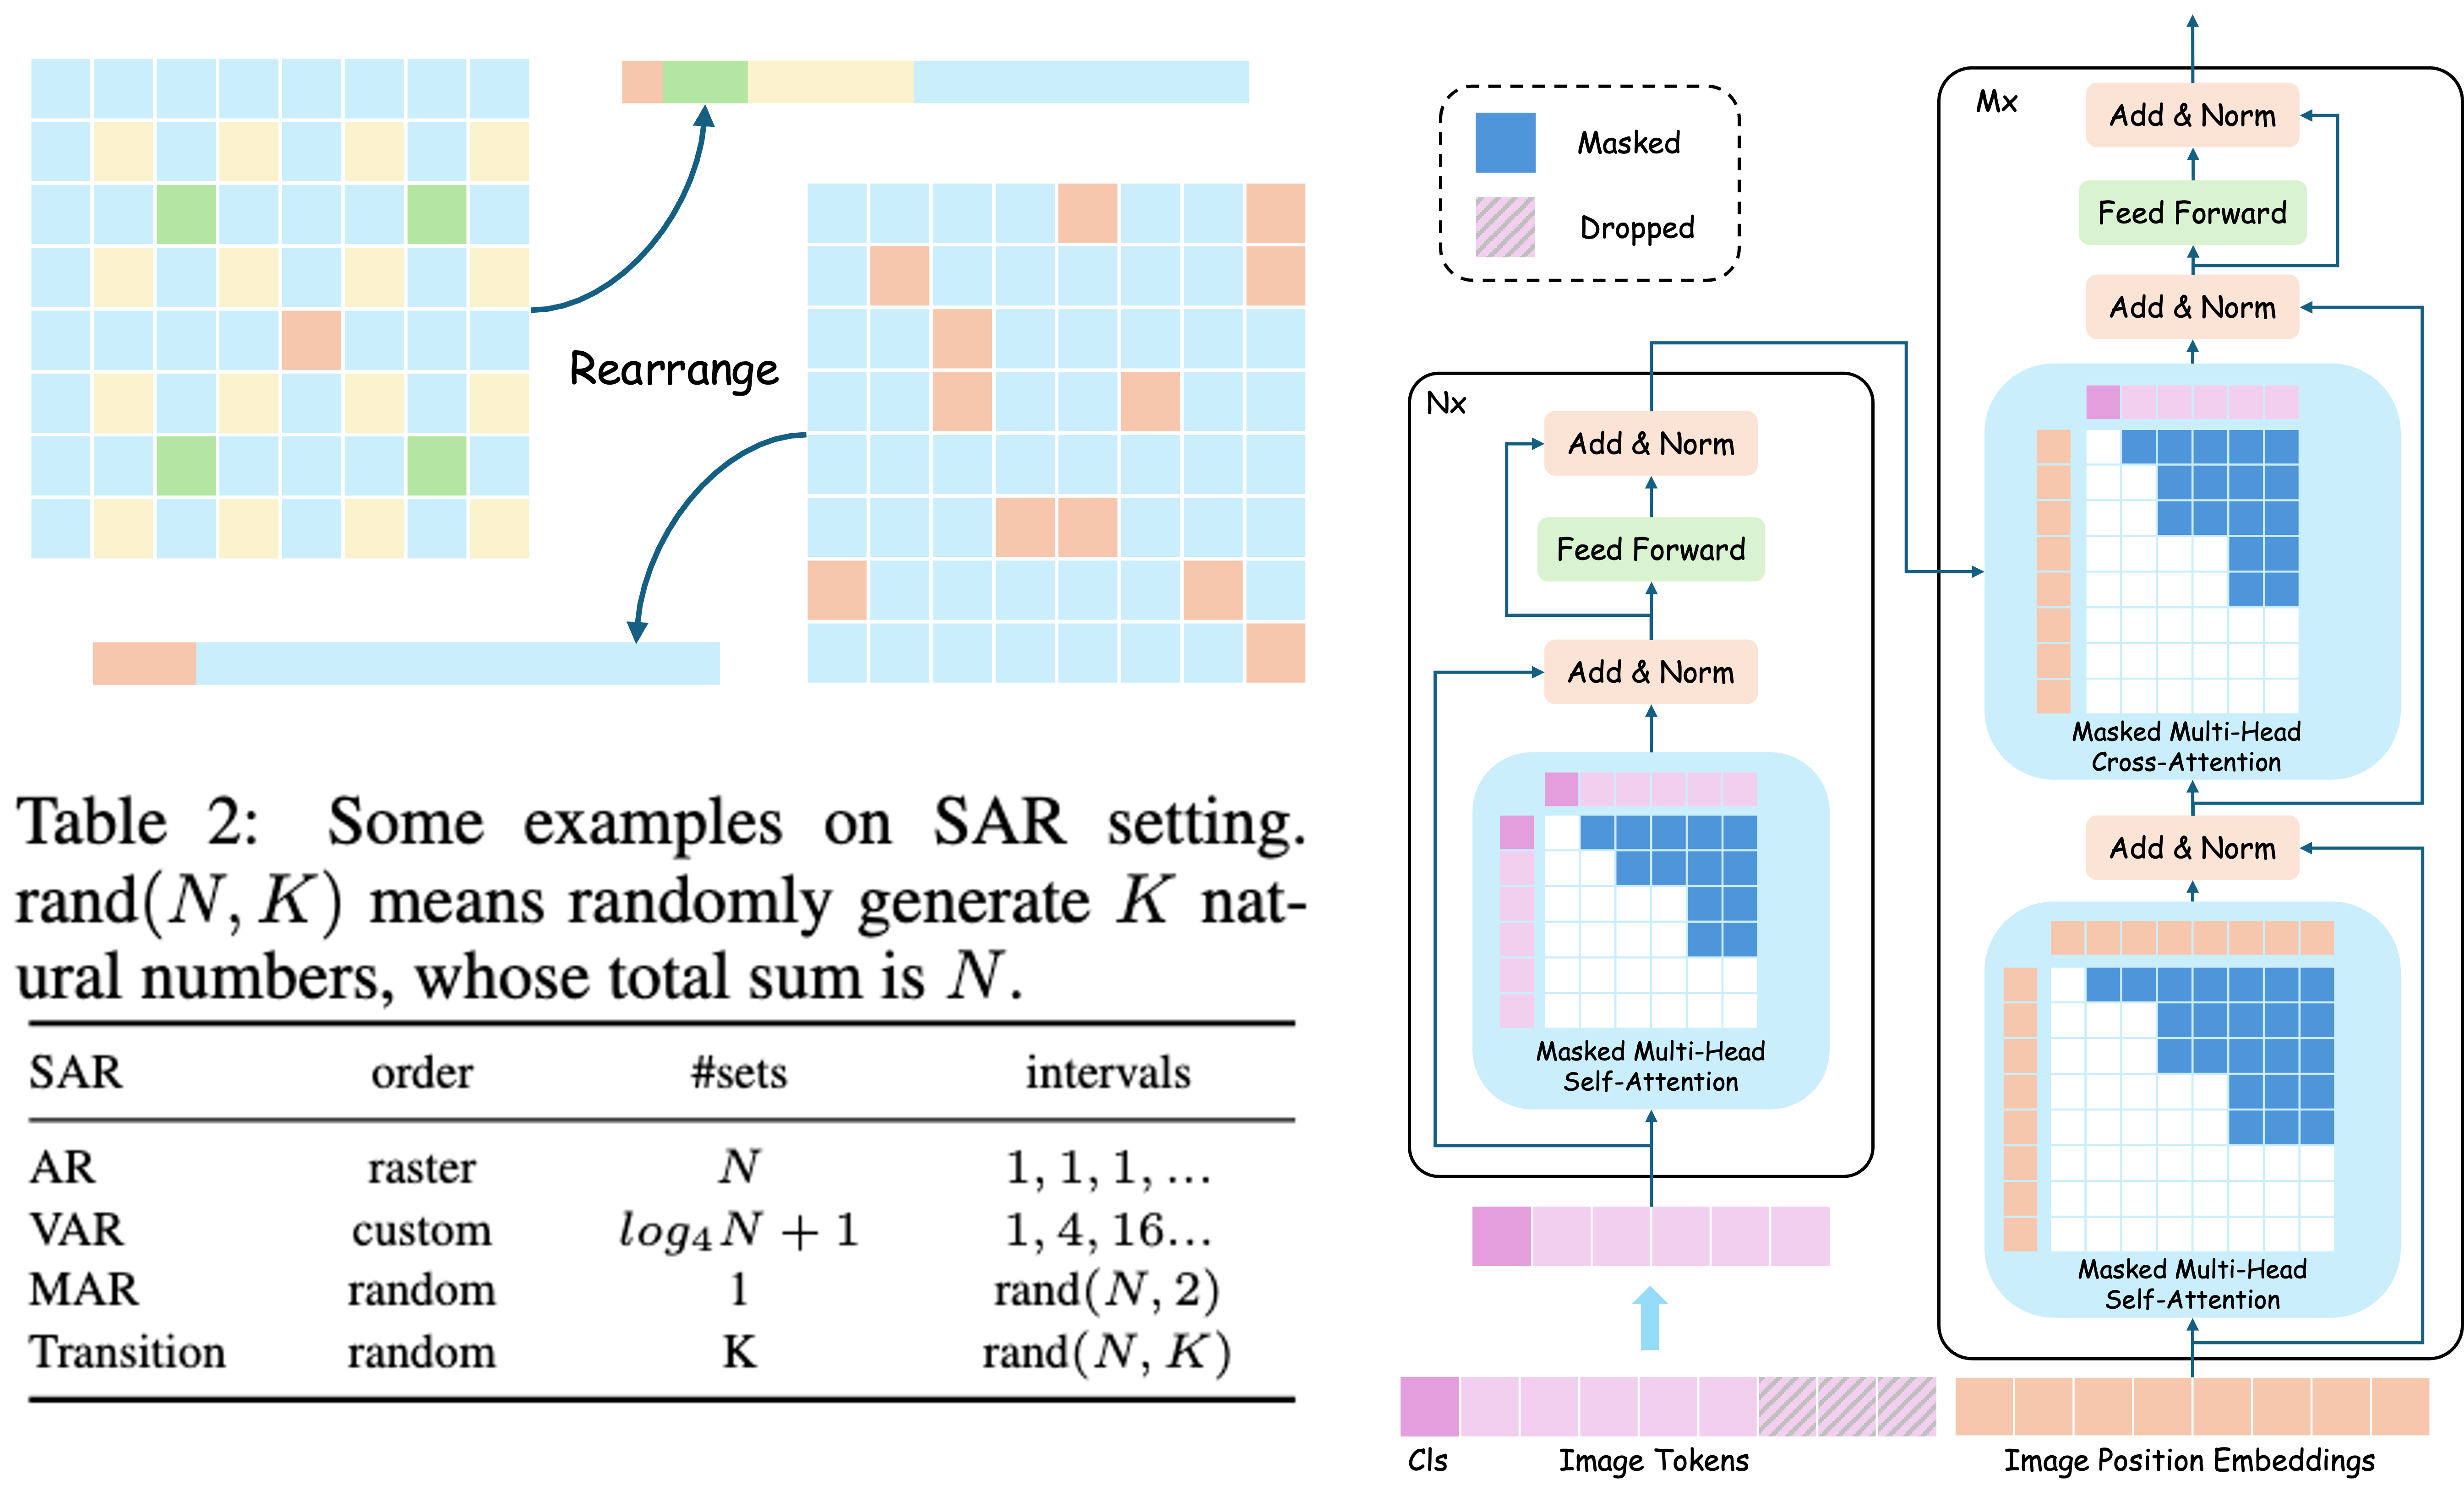 Rearrange
Table 2: Some examples on SAR setting.
rand(N, K) means randomly generate K nat-
ural numbers, whose total sum is N.
SAR order #sets intervals
AR raster N 1, 1, 1, ...
VAR custom log₄N + 1 1, 4, 16...
MAR random 1 rand(N, 2)
Transition random K rand(N, K)
Masked
Dropped
Nx
Add & Norm
Feed Forward
Add & Norm
Masked Multi-Head
Self-Attention
Cls
Image Tokens
Mx
Add & Norm
Feed Forward
Add & Norm
Masked Multi-Head
Cross-Attention
Add & Norm
Masked Multi-Head
Self-Attention
Image Position Embeddings